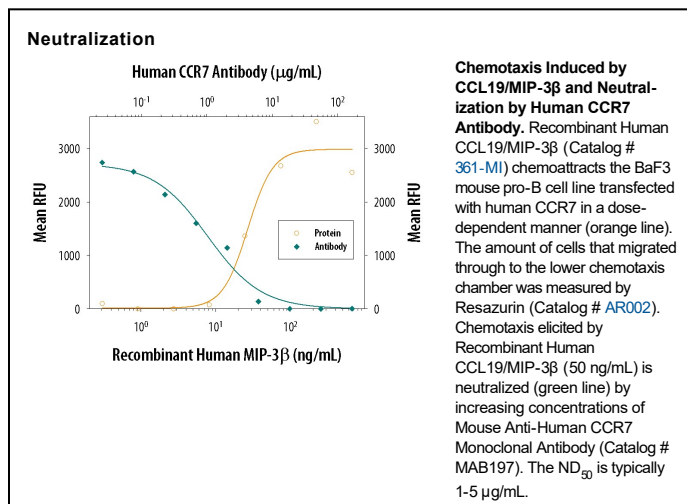 Neutralization
Human CCR7 Antibody (µg/mL)
10⁻¹ 10⁰ 10¹ 10²
Mean RFU
3000
2000
1000
0
Protein
Antibody
3000
2000
1000
0
Mean RFU
10⁰ 10¹ 10² 
Recombinant Human MIP-3β (ng/mL)
Chemotaxis Induced by
CCL19/MIP-3β and Neutral-
ization by Human CCR7
Antibody. Recombinant Human
CCL19/MIP-3β (Catalog #
361-MI) chemoattracts the BaF3
mouse pro-B cell line transfected
with human CCR7 in a dose-
dependent manner (orange line).
The amount of cells that migrated
through to the lower chemotaxis
chamber was measured by
Resazurin (Catalog # AR002).
Chemotaxis elicited by
Recombinant Human
CCL19/MIP-3β (50 ng/mL) is
neutralized (green line) by
increasing concentrations of
Mouse Anti-Human CCR7
Monoclonal Antibody (Catalog #
MAB197). The ND₅₀ is typically
1-5 µg/mL.